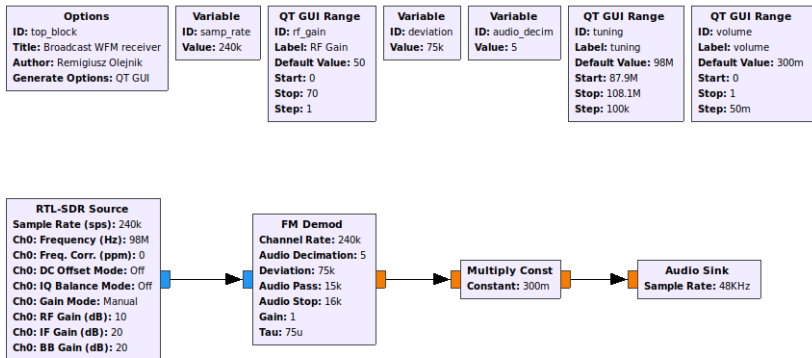 Options
ID: top_block
Title: Broadcast WFM receiver
Author: Remigiusz Olejnik
Generate Options: QT GUI
Variable
ID: samp_rate
Value: 240k
QT GUI Range
ID: rf_gain
Label: RF Gain
Default Value: 50
Start: 0
Stop: 70
Step: 1
Variable
ID: deviation
Value: 75k
Variable
ID: audio_decim
Value: 5
QT GUI Range
ID: tuning
Label: tuning
Default Value: 98M
Start: 87.9M
Stop: 108.1M
Step: 100k
QT GUI Range
ID: volume
Label: volume
Default Value: 300m
Start: 0
Stop: 1
Step: 50m
RTL-SDR Source
Sample Rate (sps): 240k
Ch0: Frequency (Hz): 98M
Ch0: Freq. Corr. (ppm): 0
Ch0: DC Offset Mode: Off
Ch0: IQ Balance Mode: Off
Ch0: Gain Mode: Manual
Ch0: RF Gain (dB): 10
Ch0: IF Gain (dB): 20
Ch0: BB Gain (dB): 20
FM Demod
Channel Rate: 240k
Audio Decimation: 5
Deviation: 75k
Audio Pass: 15k
Audio Stop: 16k
Gain: 1
Tau: 75u
Multiply Const
Constant: 300m
Audio Sink
Sample Rate: 48KHz